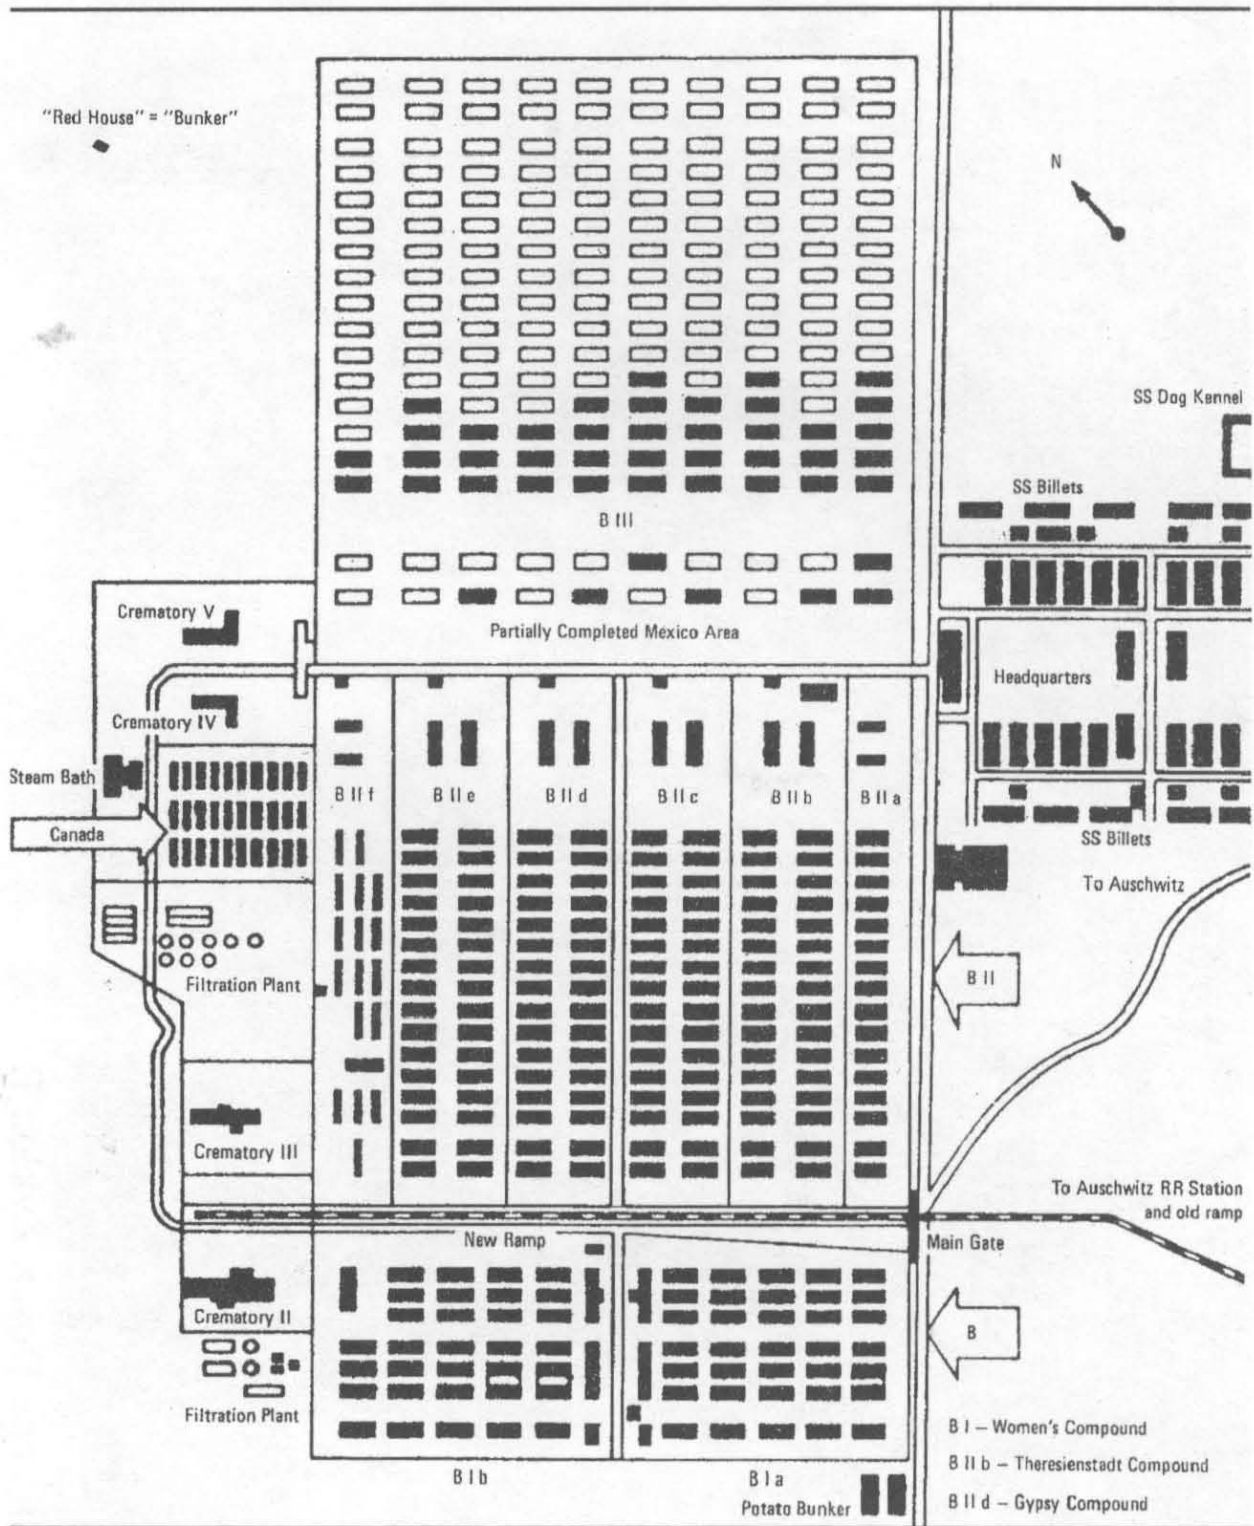 "Red House" = "Bunker"
N
SS Dog Kennel
SS Billets
B III
Crematory V
Partially Completed Mexico Area
Headquarters
Crematory IV
Steam Bath
B II f
B II e
B II d
B II c
B II b
B II a
Canada
SS Billets
To Auschwitz
B II
Filtration Plant
Crematory III
To Auschwitz RR Station
and old ramp
New Ramp
Main Gate
Crematory II
B
Filtration Plant
B I – Women's Compound
B II b – Theresienstadt Compound
B II d – Gypsy Compound
B I b
B I a
Potato Bunker